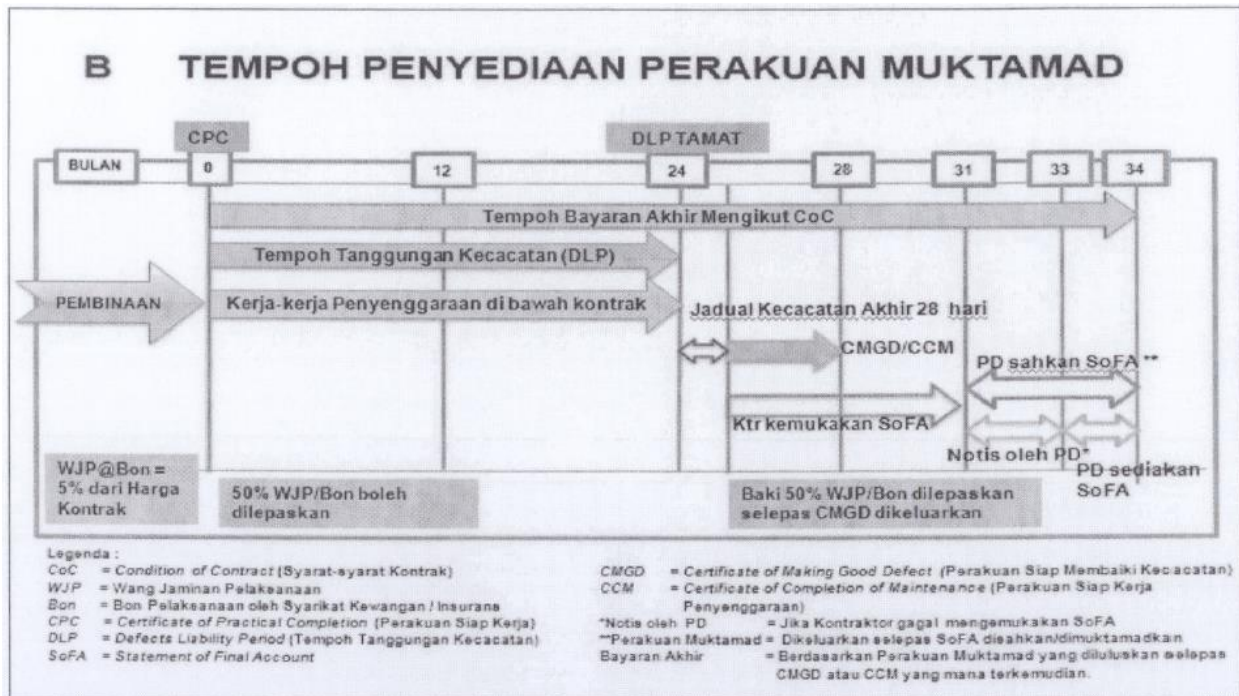 B TEMPOH PENYEDIAAN PERAKUAN MUKTAMAD
CPC
DLP TAMAT
BULAN 0 12 24 28 31 33 34
Tempoh Bayaran Akhir Mengikut CoC
Tempoh Tanggungan Kecacatan (DLP)
PEMBINAAN
Kerja-kerja Penyenggaraan di bawah kontrak
Jadual Kecacatan Akhir 28 hari
CMGD/CCM
PD sahkan SoFA **
Ktr kemukakan SoFA
Notis oleh PD*
PD sediakan
SoFA
WJP@Bon =
5% dari Harga
Kontrak
50% WJP/Bon boleh
dilepaskan
Baki 50% WJP/Bon dilepaskan
selepas CMGD dikeluarkan
Legenda :
CoC = Condition of Contract (Syarat-syarat Kontrak)
WJP = Wang Jaminan Pelaksanaan
Bon = Bon Pelaksanaan oleh Syarikat Kewangan / Insurans
CPC = Certificate of Practical Completion (Perakuan Siap Kerja)
DLP = Defects Liability Period (Tempoh Tanggungan Kecacatan)
SoFA = Statement of Final Account
CMGD = Certificate of Making Good Defect (Perakuan Siap Membaiki Kecacatan)
CCM = Certificate of Completion of Maintenance (Perakuan Siap Kerja
Penyenggaraan)
*Notis oleh PD = Jika Kontraktor gagal mengemukakan SoFA
**Perakuan Muktamad = Dikeluarkan selepas SoFA disahkan/dimuktamadkan
Bayaran Akhir = Berdasarkan Perakuan Muktamad yang diluluskan selepas
CMGD atau CCM yang mana terkemudian.